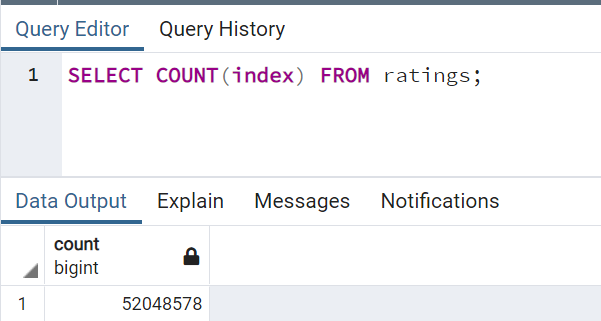 Query Editor Query History
1 SELECT COUNT(index) FROM ratings;
Data Output Explain Messages Notifications
count
bigint
1 52048578